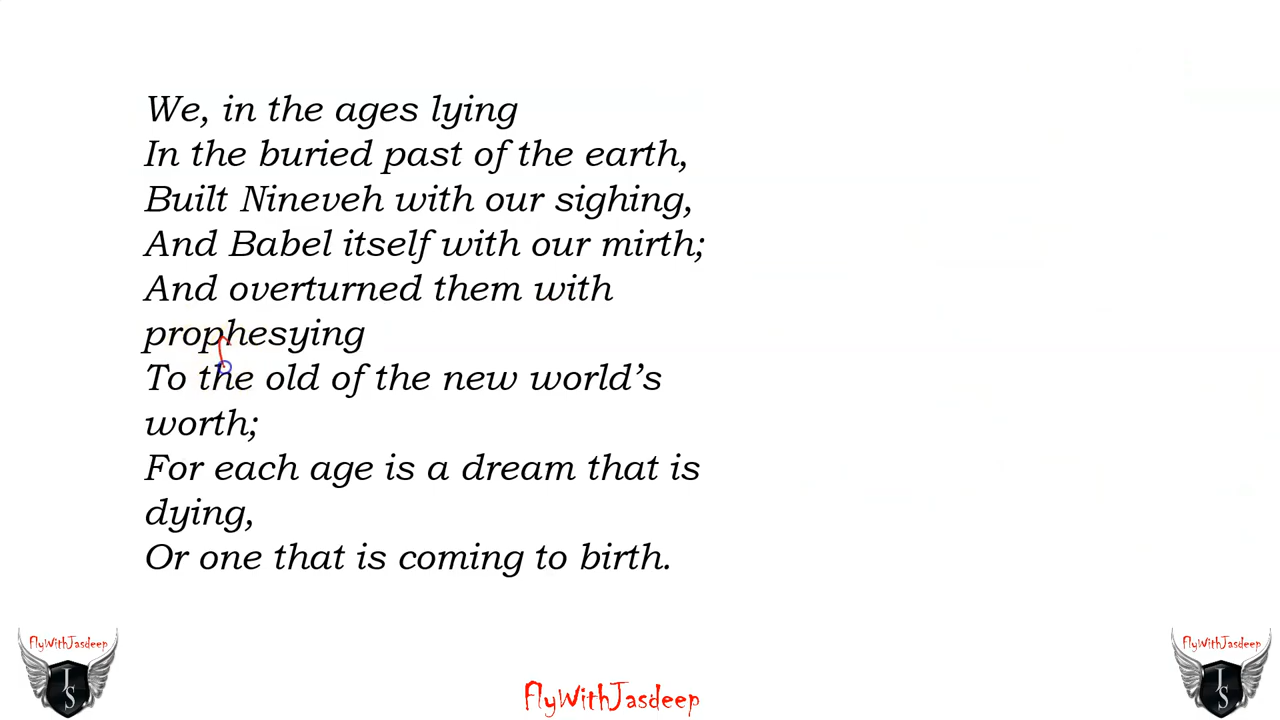 We, in the ages lying
In the buried past of the earth,
Built Nineveh with our sighing,
And Babel itself with our mirth;
And overturned them with
prophesying
To the old of the new world’s
worth;
For each age is a dream that is
dying,
Or one that is coming to birth.
FlyWithJasdeep
J
S
FlyWithJasdeep
FlyWithJasdeep
J
S